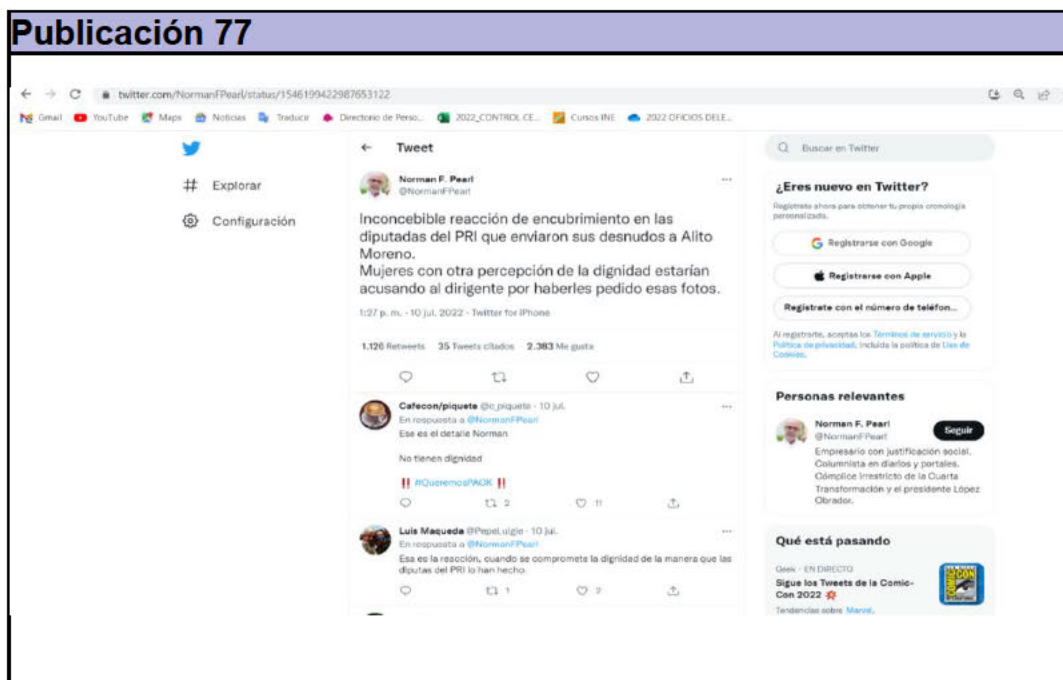 Publicación 77
twitter.com/NormanFPearl/status/1546199422987653122
Gmail YouTube Maps Noticias Traducir Directorio de Perso... 2022_CONTROL CE... Cursos INE 2022 OFICIOS DELE...
Explorar
Configuración
Tweet
Norman F. Pearl
@NormanFPearl
Inconcebible reacción de encubrimiento en las
diputadas del PRI que enviaron sus desnudos a Alito
Moreno.
Mujeres con otra percepción de la dignidad estarían
acusando al dirigente por haberles pedido esas fotos.
1:27 p. m. · 10 jul. 2022 · Twitter for iPhone
1.126 Retweets 35 Tweets citados 2.383 Me gusta
Cafecon/piquete @c_piquete · 10 jul.
En respuesta a @NormanFPearl
Ese es el detalle Norman
No tienen dignidad
‼ #QueremosPAOK ‼
2 11
Luis Maqueda @PepeLuigie · 10 jul.
En respuesta a @NormanFPearl
Esa es la reacción, cuando se compromete la dignidad de la manera que las
diputas del PRI lo han hecho.
1 2
Buscar en Twitter
¿Eres nuevo en Twitter?
Regístrate ahora para obtener tu propia cronología
personalizada.
Registrarse con Google
Registrarse con Apple
Regístrate con el número de teléfon...
Al registrarte, aceptas los Términos de servicio y la
Política de privacidad, incluida la política de Uso de
Cookies.
Personas relevantes
Norman F. Pearl
@NormanFPearl
Seguir
Empresario con justificación social.
Columnista en diarios y portales.
Cómplice irrestricto de la Cuarta
Transformación y el presidente López
Obrador.
Qué está pasando
Geek · EN DIRECTO
Sigue los Tweets de la Comic-
Con 2022
Tendencias sobre Marvel,